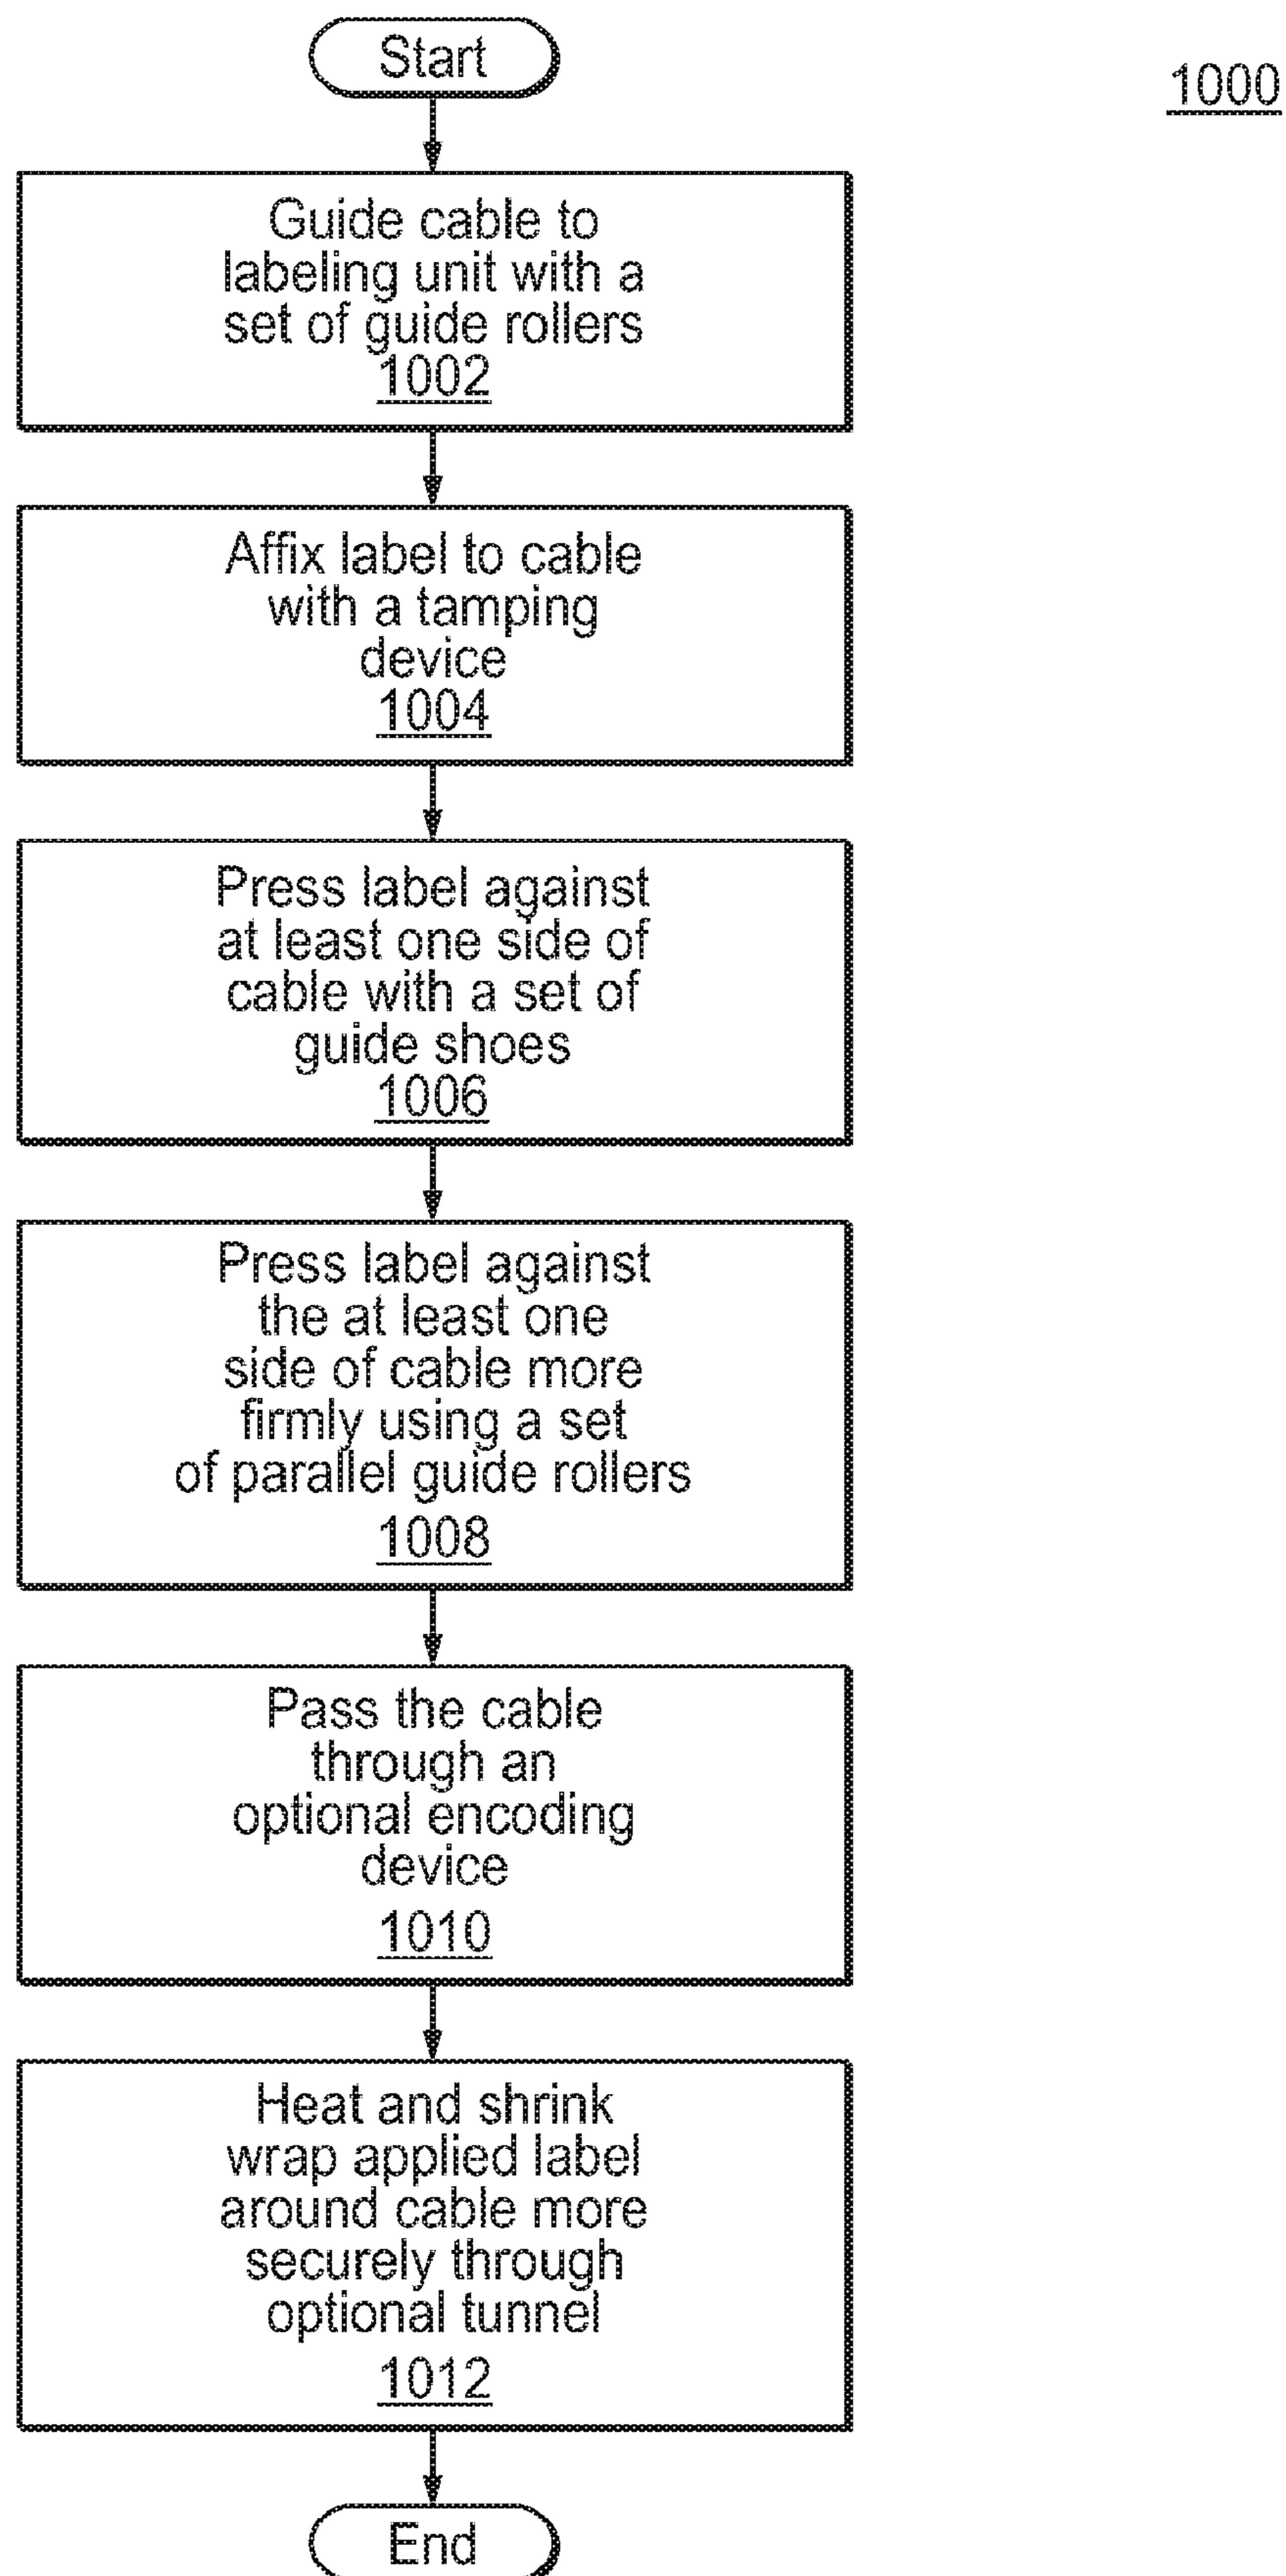 Start
1000
Guide cable to
labeling unit with a
set of guide rollers
1002
Affix label to cable
with a tamping
device
1004
Press label against
at least one side of
cable with a set of
guide shoes
1006
Press label against
the at least one
side of cable more
firmly using a set
of parallel guide rollers
1008
Pass the cable
through an
optional encoding
device
1010
Heat and shrink
wrap applied label
around cable more
securely through
optional tunnel
1012
End